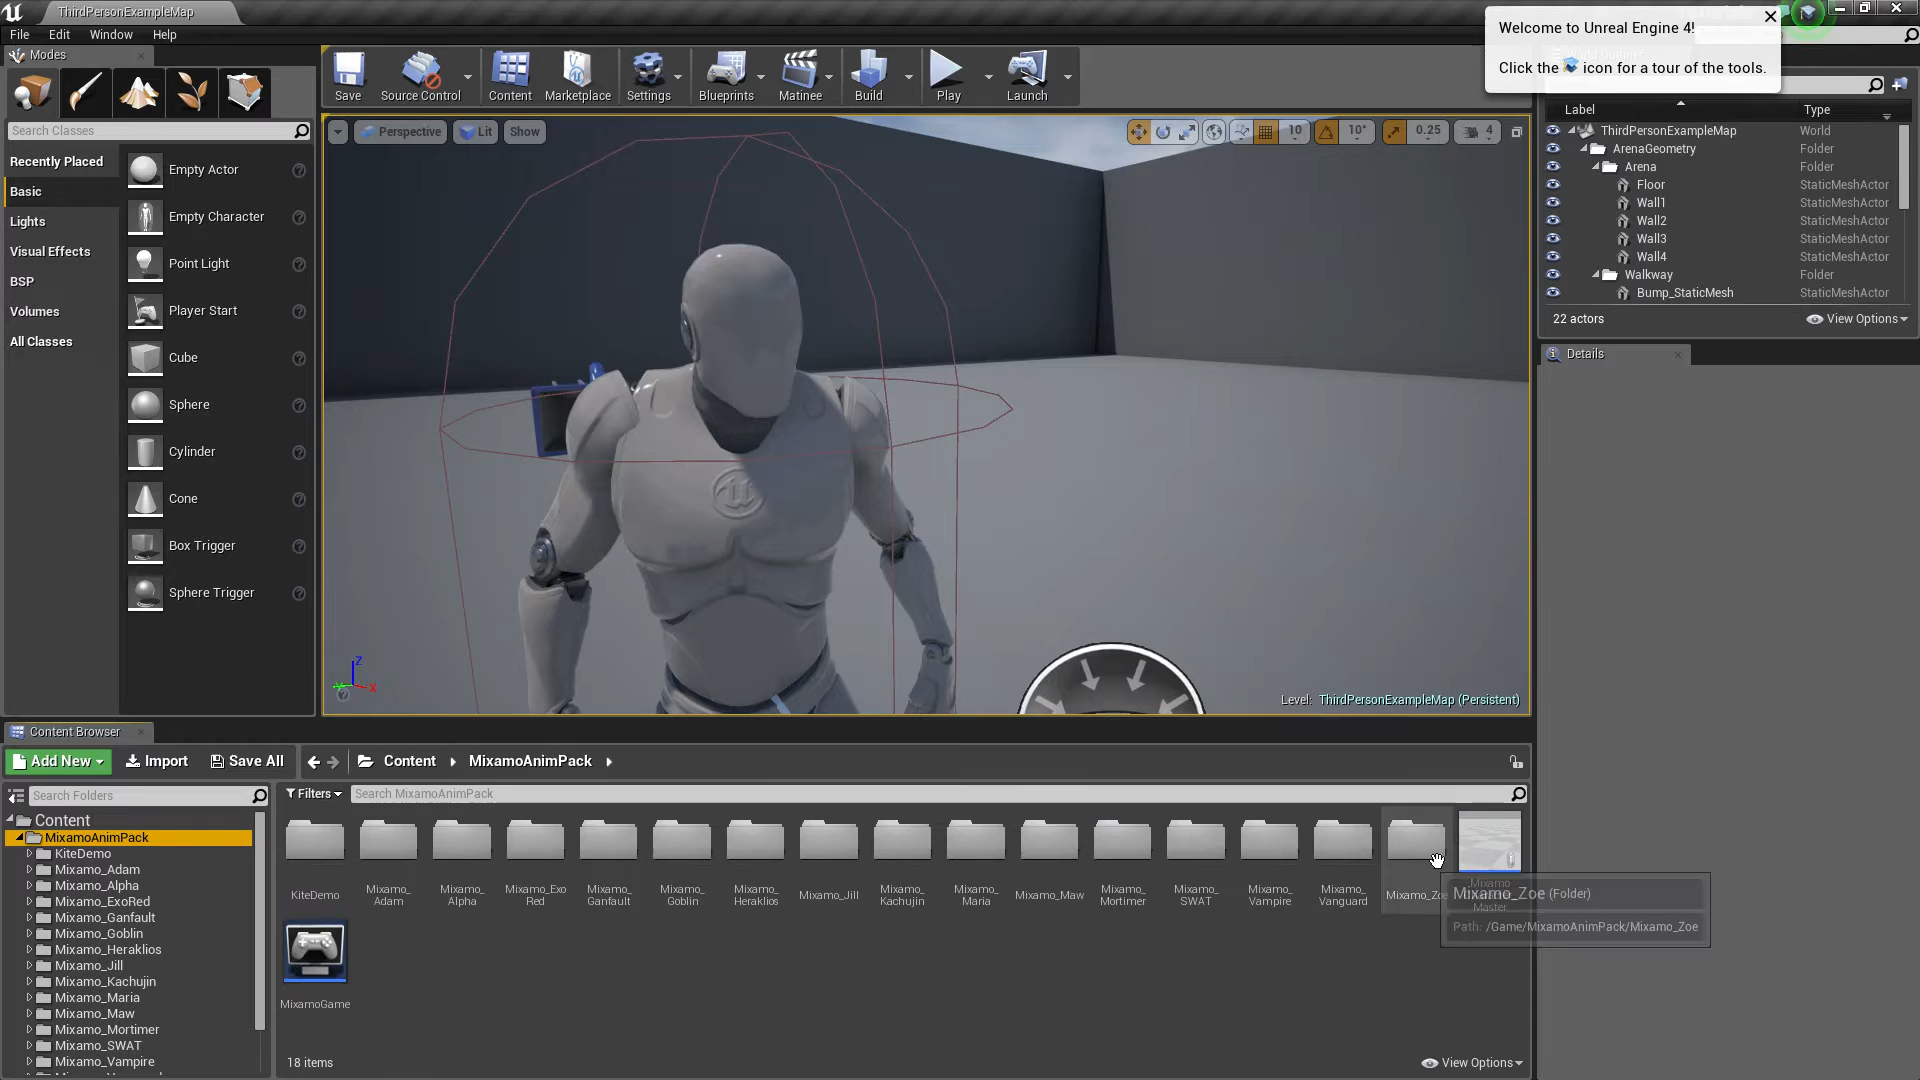 ThirdPersonExampleMap
File Edit Window Help
Modes
Search Classes
Recently Placed
Basic
Lights
Visual Effects
BSP
Volumes
All Classes
Empty Actor
Empty Character
Point Light
Player Start
Cube
Sphere
Cylinder
Cone
Box Trigger
Sphere Trigger
Save
Source Control
Content
Marketplace
Settings
Blueprints
Matinee
Build
Play
Launch
Perspective Lit Show
10 10° 0.25 4
Level: ThirdPersonExampleMap (Persistent)
Welcome to Unreal Engine 4!
Click the icon for a tour of the tools.
Label Type
ThirdPersonExampleMap World
ArenaGeometry Folder
Arena Folder
Floor StaticMeshActor
Wall1 StaticMeshActor
Wall2 StaticMeshActor
Wall3 StaticMeshActor
Wall4 StaticMeshActor
Walkway Folder
Bump_StaticMesh StaticMeshActor
22 actors View Options
Details
Content Browser
Add New Import Save All Content MixamoAnimPack
Search Folders
Content
MixamoAnimPack
KiteDemo
Mixamo_Adam
Mixamo_Alpha
Mixamo_ExoRed
Mixamo_Ganfault
Mixamo_Goblin
Mixamo_Heraklios
Mixamo_Jill
Mixamo_Kachujin
Mixamo_Maria
Mixamo_Maw
Mixamo_Mortimer
Mixamo_SWAT
Mixamo_Vampire
Filters Search MixamoAnimPack
KiteDemo
Mixamo_
Adam
Mixamo_
Alpha
Mixamo_Exo
Red
Mixamo_
Ganfault
Mixamo_
Goblin
Mixamo_
Heraklios
Mixamo_Jill
Mixamo_
Kachujin
Mixamo_
Maria
Mixamo_Maw
Mixamo_
Mortimer
Mixamo_
SWAT
Mixamo_
Vampire
Mixamo_
Vanguard
Mixamo_Zoe
Mixamo_Zoe (Folder)
Path: /Game/MixamoAnimPack/Mixamo_Zoe
MixamoGame
18 items View Options